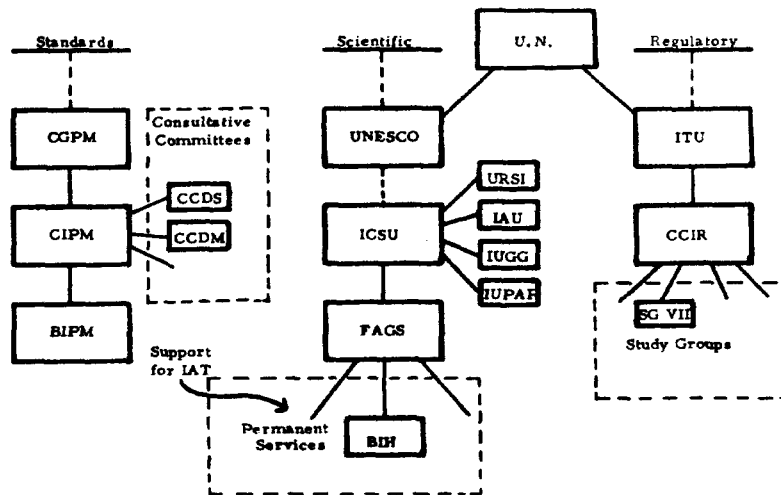 Standards
Scientific
U.N.
Regulatory
CGPM
Consultative
Committees
UNESCO
ITU
CCDS
URSI
CIPM
CCDM
ICSU
IAU
CCIR
IUGG
IUPAP
BIPM
FAGS
SG VII
Study Groups
Support
for IAT
Permanent
Services
BIH